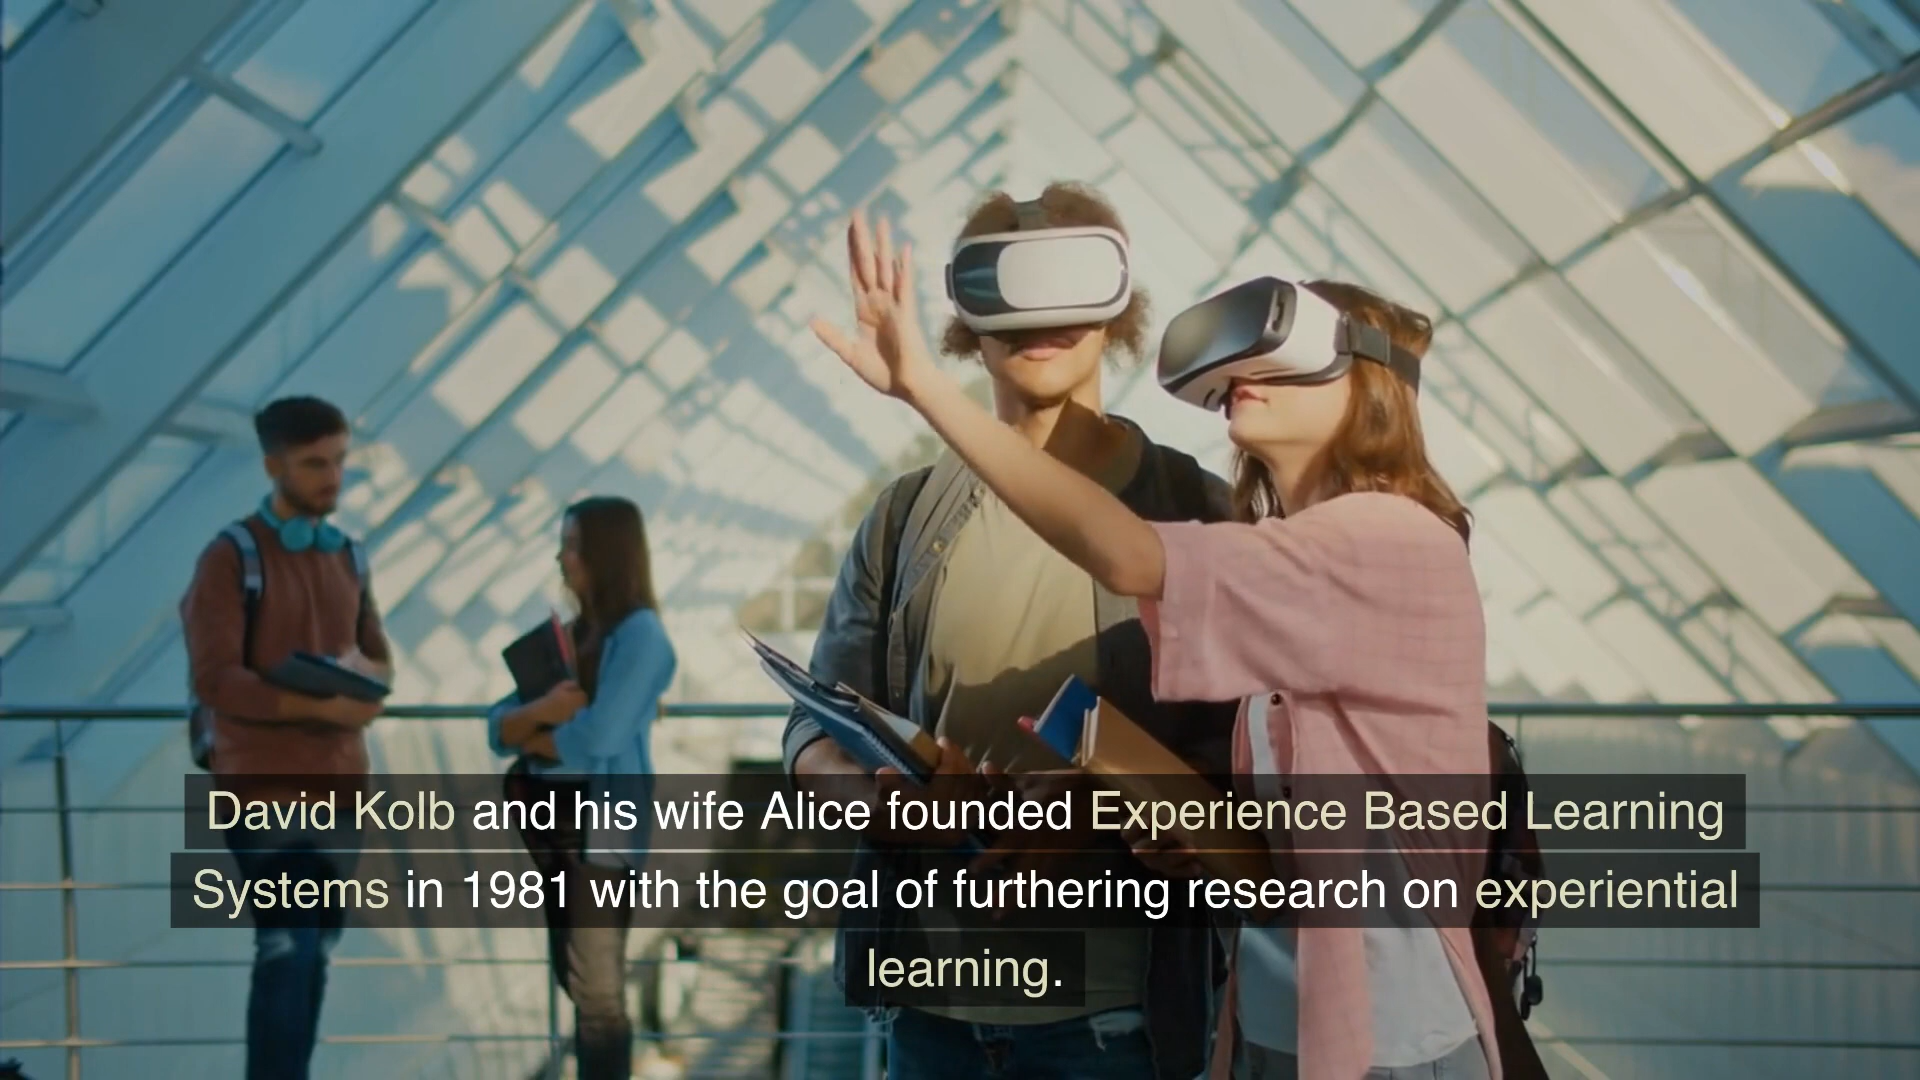 David Kolb and his wife Alice founded Experience Based Learning
Systems in 1981 with the goal of furthering research on experiential
learning.